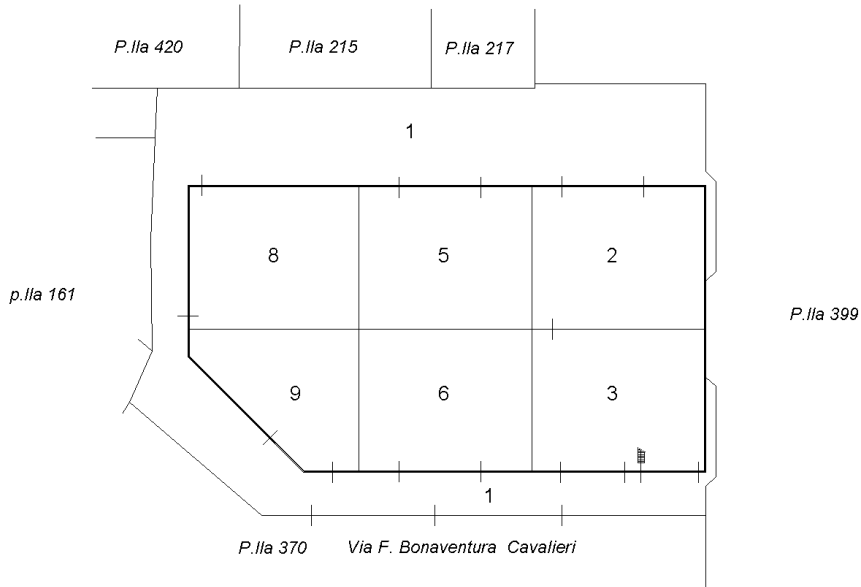 P.lla 420 P.lla 215 P.lla 217
1
8 5 2
p.lla 161
P.lla 399
9 6 3
1
P.lla 370 Via F. Bonaventura Cavalieri